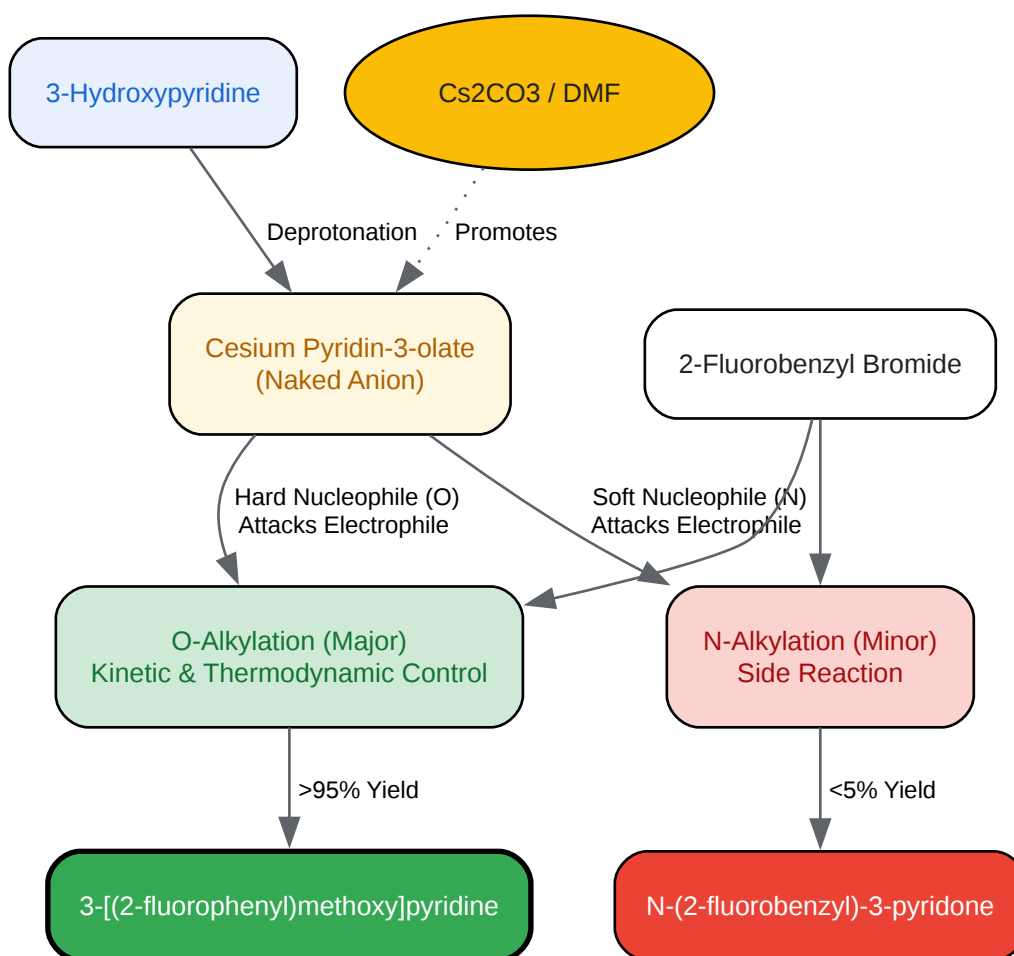 3-Hydroxypyridine
Cs2CO3 / DMF
Deprotonation
Promotes
Cesium Pyridin-3-olate
(Naked Anion)
2-Fluorobenzyl Bromide
Hard Nucleophile (O)
Attacks Electrophile
Soft Nucleophile (N)
Attacks Electrophile
O-Alkylation (Major)
Kinetic & Thermodynamic Control
N-Alkylation (Minor)
Side Reaction
>95% Yield
<5% Yield
3-[(2-fluorophenyl)methoxy]pyridine
N-(2-fluorobenzyl)-3-pyridone